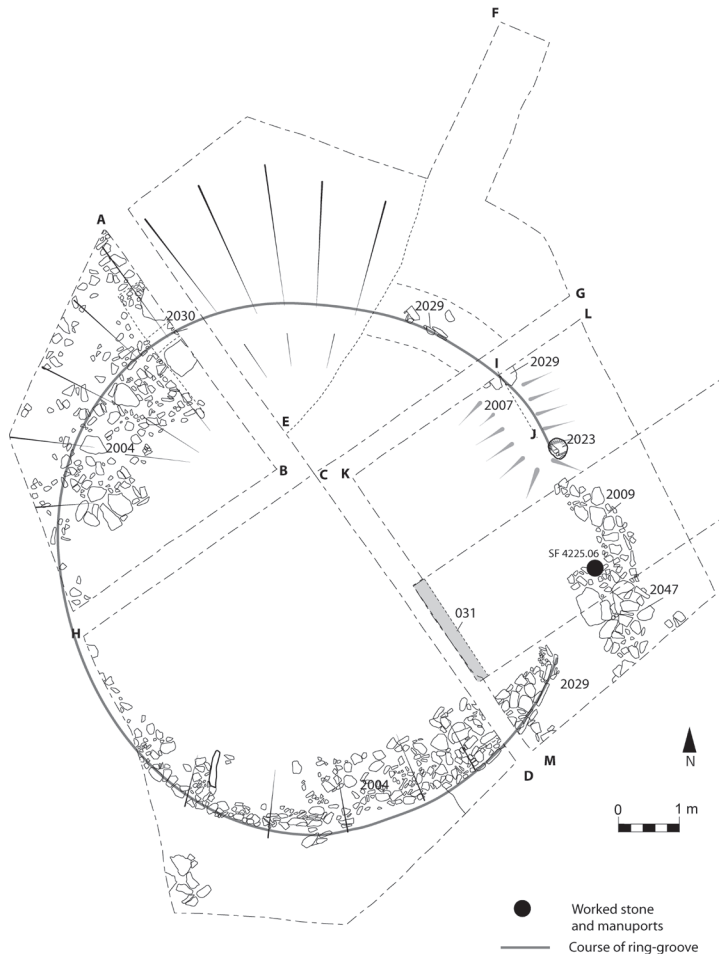 F
A
G
L
2030
2029
I
2029
2007
E
J
2023
2004
B
C
K
2009
SF 4225.06
2047
031
H
2029
N
M
D
2004
0
1 m
Worked stone
and manuports
Course of ring-groove